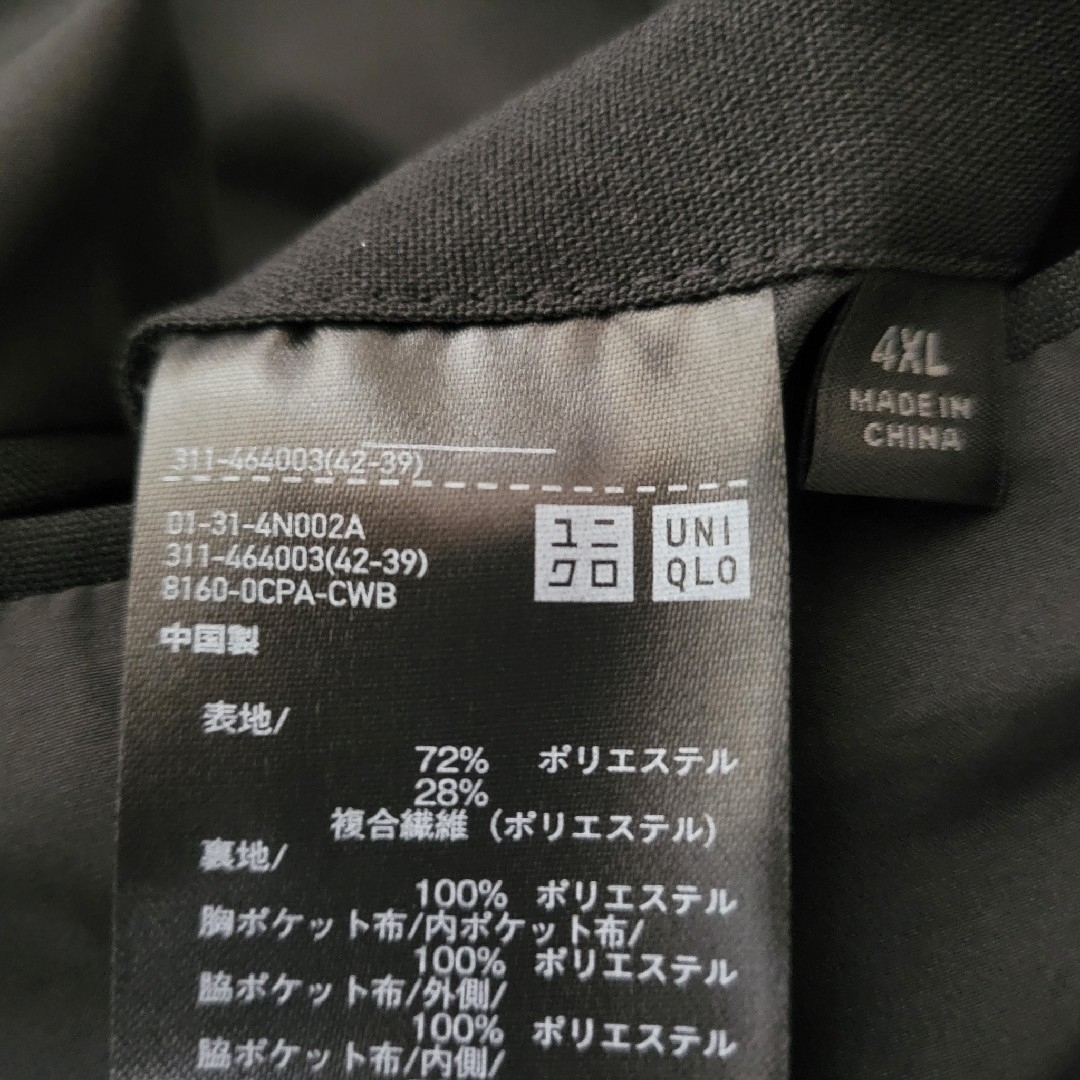 4XL
MADE IN
CHINA
311-464003(42-39)
01-31-4N002A
311-464003(42-39)
8160-0CPA-CWB
ユニ
クロ
UNI
QLO
中国製
表地/
72% ポリエステル
28%
複合繊維(ポリエステル)
裏地/
100% ポリエステル
胸ポケット布/内ポケット布/
100% ポリエステル
脇ポケット布/外側/
100% ポリエステル
脇ポケット布/内側/